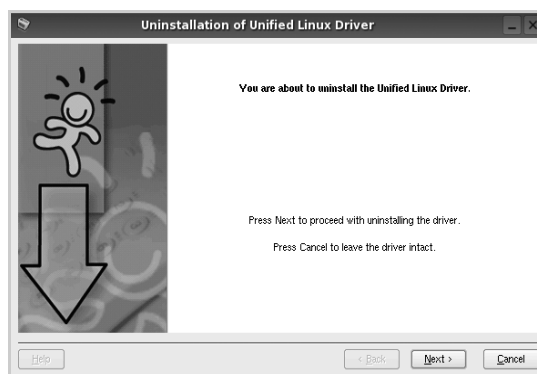 Uninstallation of Unified Linux Driver
You are about to uninstall the Unified Linux Driver.
Press Next to proceed with uninstalling the driver.
Press Cancel to leave the driver intact.
Help
< Back
Next >
Cancel